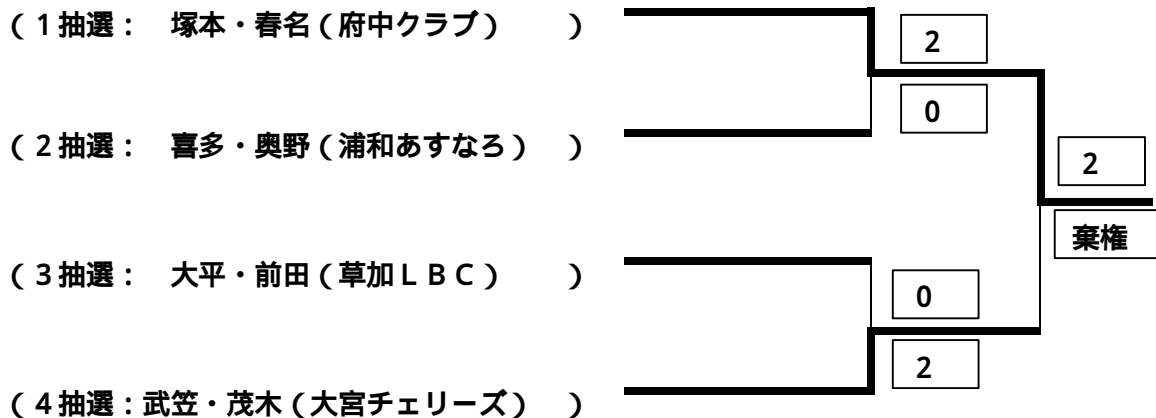 (1抽選: 塚本・春名(府中クラブ) )
2
0
(2抽選: 喜多・奥野(浦和あすなろ) )
2
棄権
(3抽選: 大平・前田(草加LBC) )
0
2
(4抽選:武笠・茂木(大宮チェリーズ) )